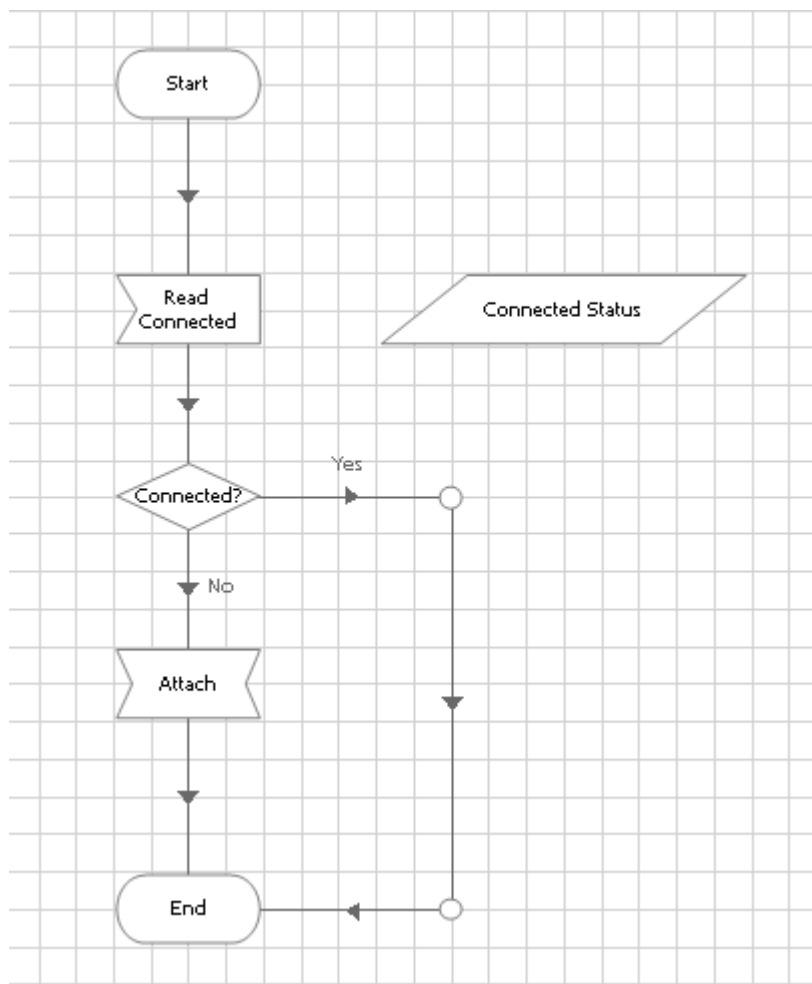 Start
Read
Connected
Connected Status
Connected?
Yes
No
Attach
End